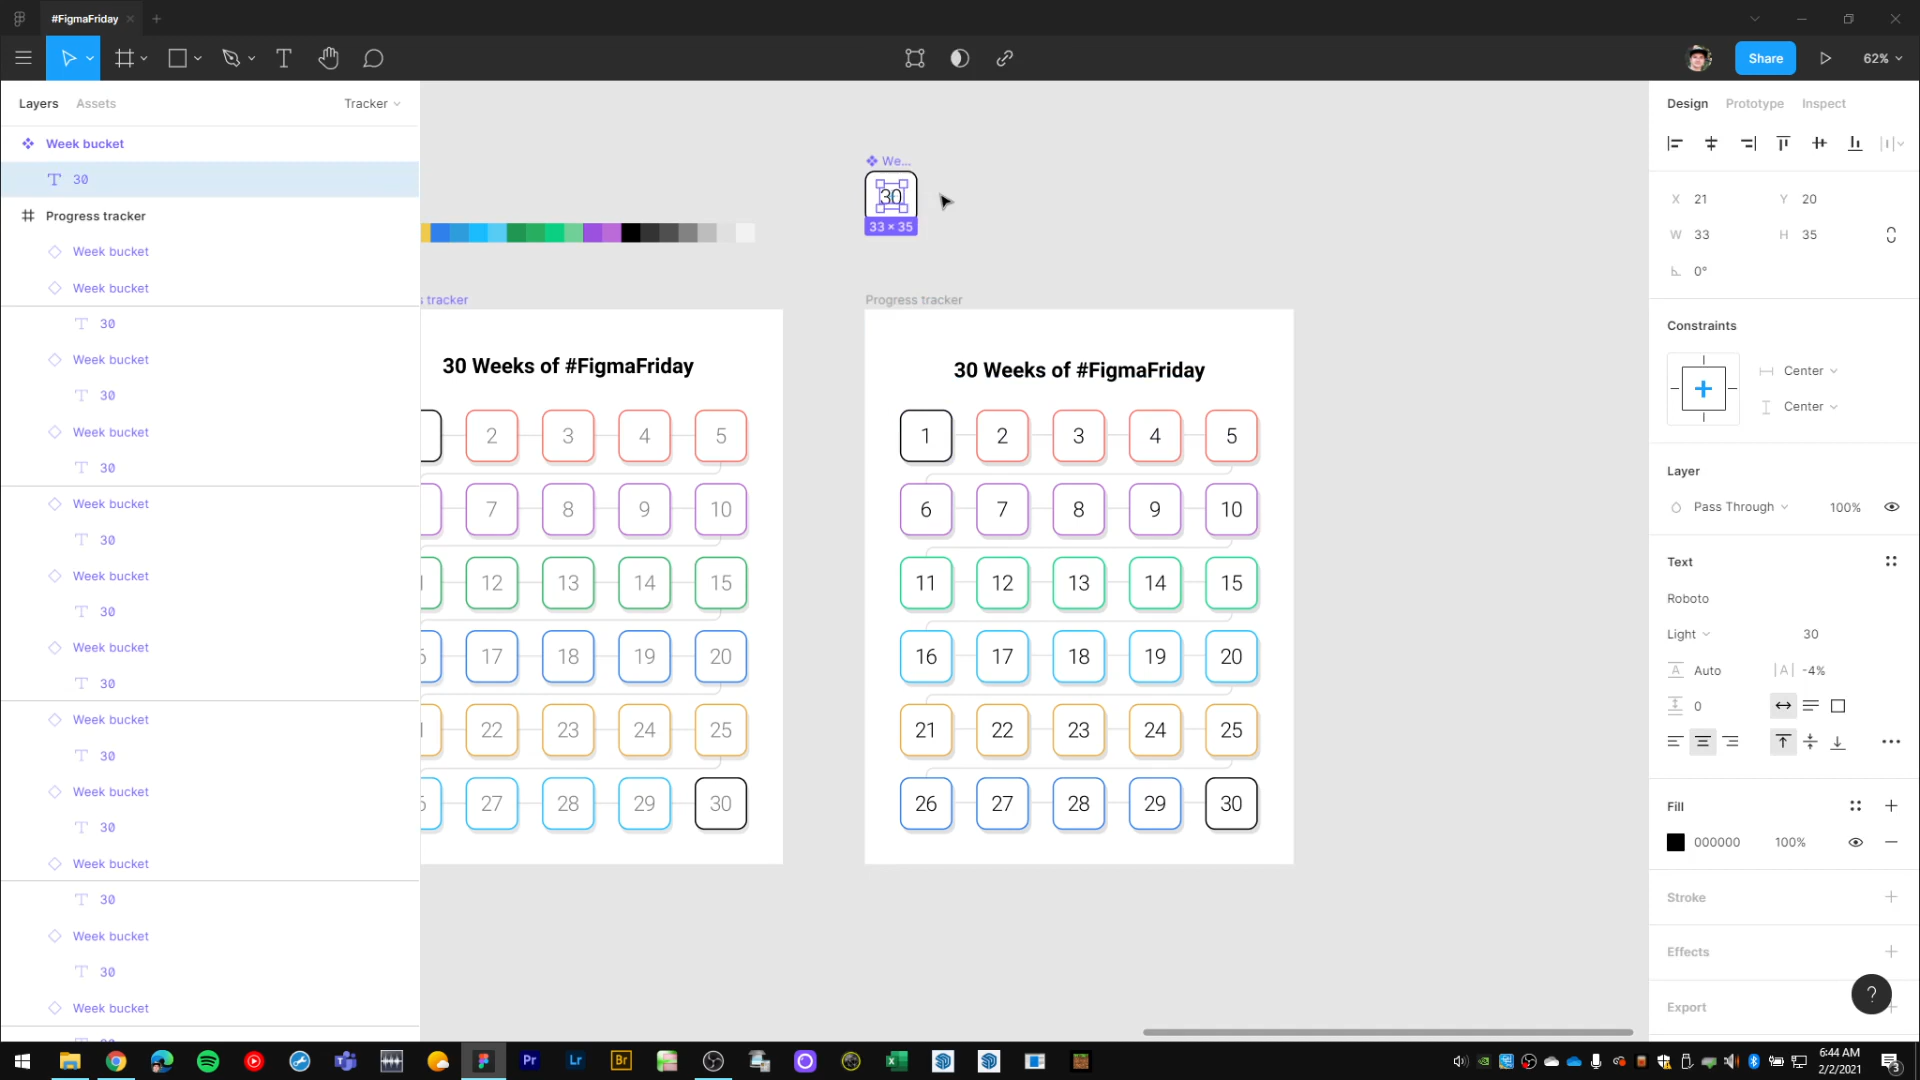 #FigmaFriday
Share
62%
Layers
Assets
Tracker
Week bucket
30
Progress tracker
Week bucket
Week bucket
30
Week bucket
30
Week bucket
30
Week bucket
30
Week bucket
30
Week bucket
30
Week bucket
30
Week bucket
30
Week bucket
30
Week bucket
30
Week bucket
We...
30
33 × 35
s tracker
30 Weeks of #FigmaFriday
2 3 4 5
7 8 9 10
12 13 14 15
17 18 19 20
22 23 24 25
27 28 29 30
Progress tracker
30 Weeks of #FigmaFriday
1 2 3 4 5
6 7 8 9 10
11 12 13 14 15
16 17 18 19 20
21 22 23 24 25
26 27 28 29 30
Design
Prototype
Inspect
X 21 Y 20
W 33 H 35
0°
Constraints
Center
Center
Layer
Pass Through 100%
Text
Roboto
Light 30
Auto -4%
0
Fill
000000 100%
Stroke
Effects
?
Export
Pr
Lr
Br
6:44 AM
2/2/2021
3